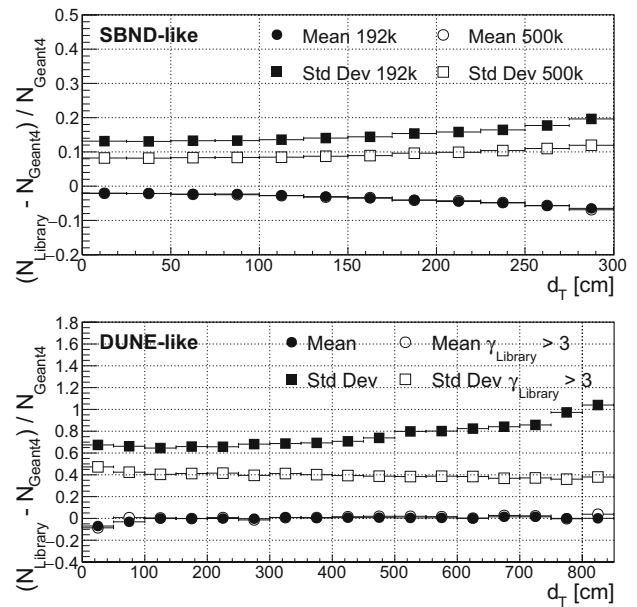 SBND-like
Mean 192k
Mean 500k
Std Dev 192k
Std Dev 500k
0.5
0.4
0.3
0.2
0.1
0
−0.1
−0.2
(N_Library - N_Geant4) / N_Geant4
0 50 100 150 200 250 300
d_T [cm]
DUNE-like
Mean
Mean γ_Library > 3
Std Dev
Std Dev γ_Library > 3
1.8
1.6
1.4
1.2
1
0.8
0.6
0.4
0.2
0
−0.2
−0.4
(N_Library - N_Geant4) / N_Geant4
0 100 200 300 400 500 600 700 800
d_T [cm]